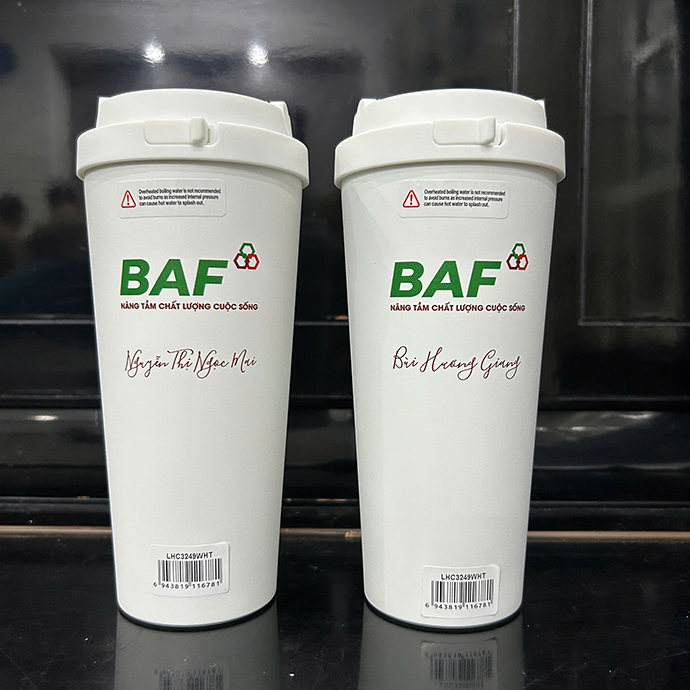 Overheated boiling water is not recommended
to avoid burns as increased internal pressure
can cause hot water to splash out.
BAF
NÂNG TẦM CHẤT LƯỢNG CUỘC SỐNG
Nguyễn Thị Ngọc Mai
LHC3249WHT
6 943819 116781
Overheated boiling water is not recommended
to avoid burns as increased internal pressure
can cause hot water to splash out.
BAF
NÂNG TẦM CHẤT LƯỢNG CUỘC SỐNG
Bùi Hương Giang
LHC3249WHT
6 943819 116781